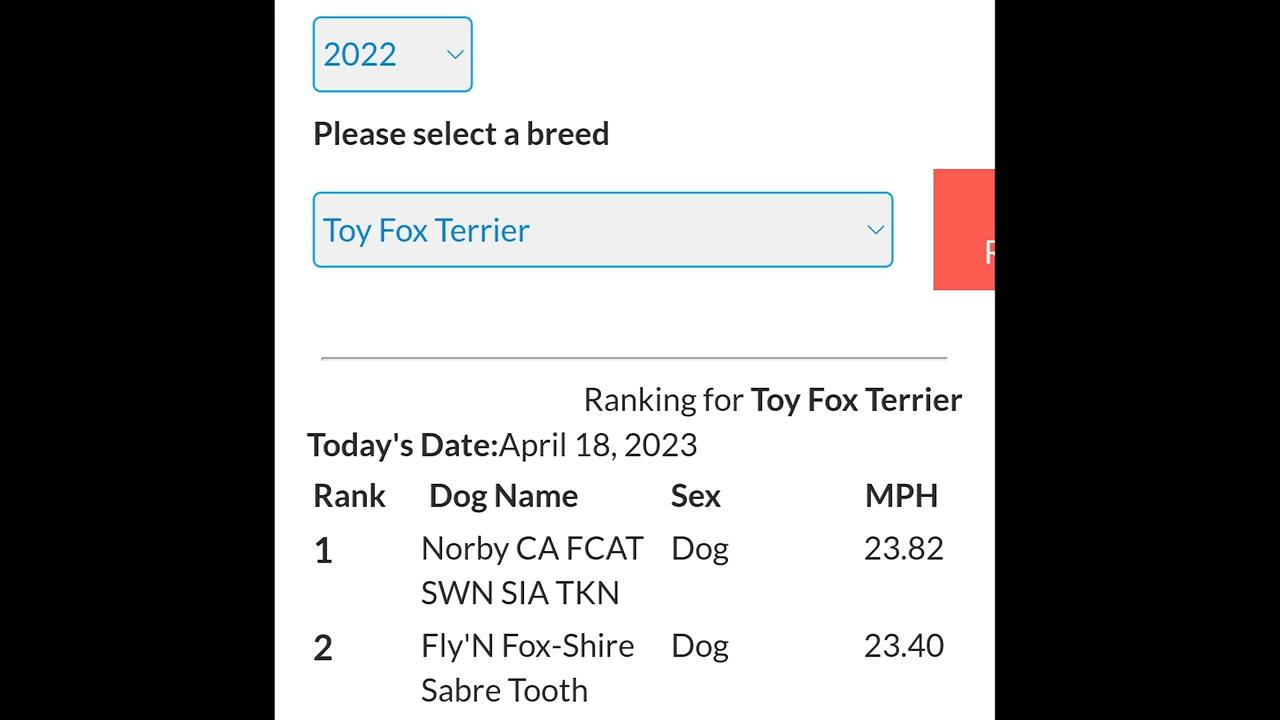 2022
Please select a breed
Toy Fox Terrier
Ranking for Toy Fox Terrier
Today's Date:April 18, 2023
Rank Dog Name Sex MPH
1 Norby CA FCAT Dog 23.82
SWN SIA TKN
2 Fly'N Fox-Shire Dog 23.40
Sabre Tooth